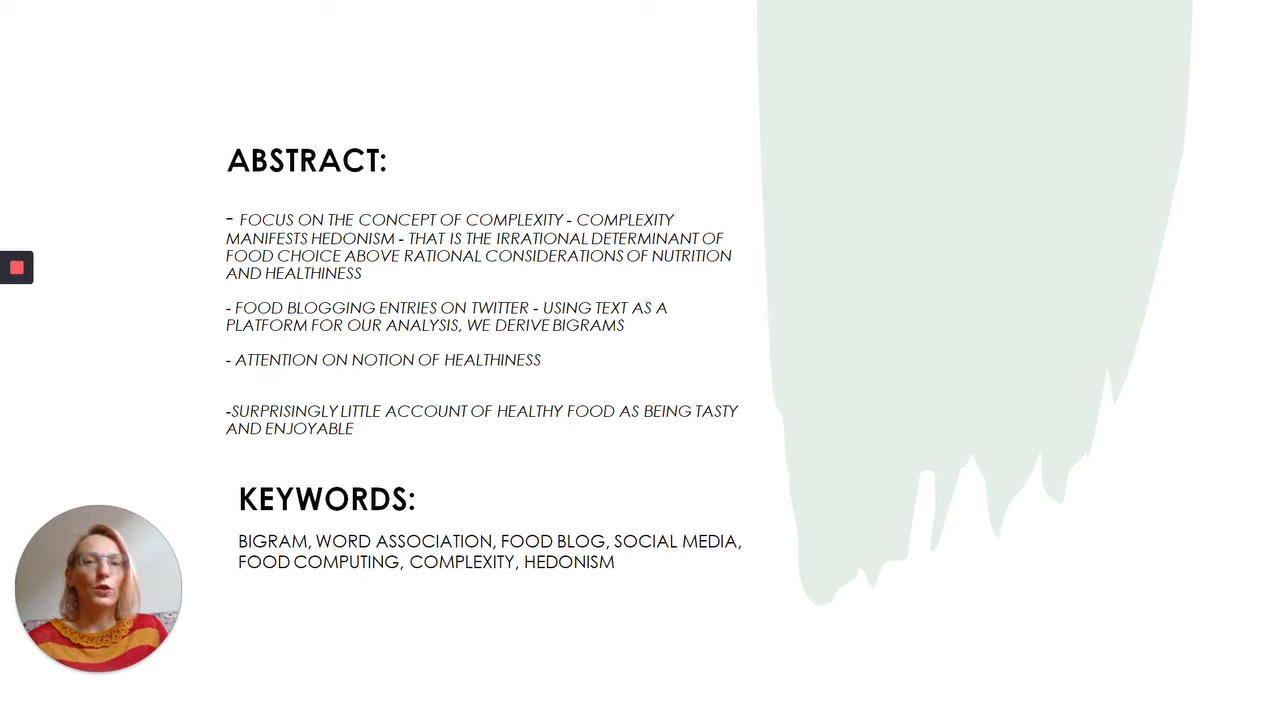 ABSTRACT:
- FOCUS ON THE CONCEPT OF COMPLEXITY - COMPLEXITY
MANIFESTS HEDONISM - THAT IS THE IRRATIONAL DETERMINANT OF
FOOD CHOICE ABOVE RATIONAL CONSIDERATIONS OF NUTRITION
AND HEALTHINESS
- FOOD BLOGGING ENTRIES ON TWITTER - USING TEXT AS A
PLATFORM FOR OUR ANALYSIS, WE DERIVE BIGRAMS
- ATTENTION ON NOTION OF HEALTHINESS
-SURPRISINGLY LITTLE ACCOUNT OF HEALTHY FOOD AS BEING TASTY
AND ENJOYABLE
KEYWORDS:
BIGRAM, WORD ASSOCIATION, FOOD BLOG, SOCIAL MEDIA,
FOOD COMPUTING, COMPLEXITY, HEDONISM